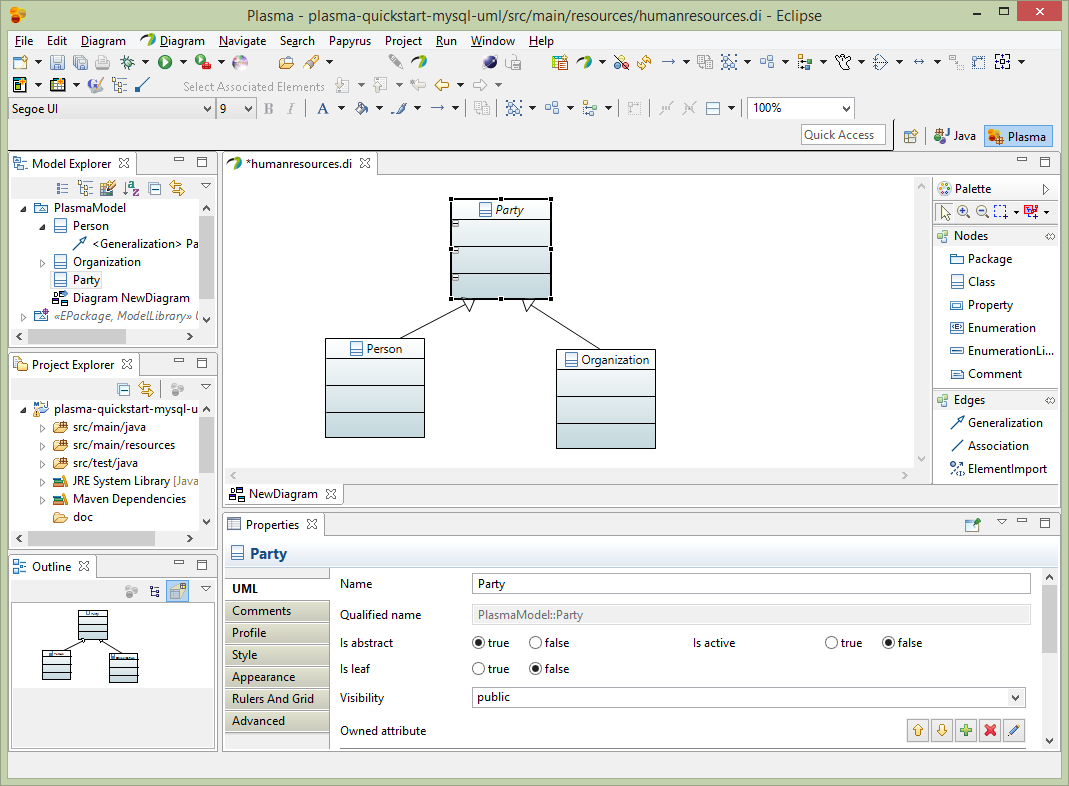 Plasma - plasma-quickstart-mysql-uml/src/main/resources/humanresources.di - Eclipse
File Edit Diagram Diagram Navigate Search Papyrus Project Run Window Help
Select Associated Elements
Segoe UI 9 B I A 100%
Quick Access Java Plasma
Model Explorer
PlasmaModel
Person
<Generalization> Pa
Organization
Party
Diagram NewDiagram
«EPackage, ModelLibrary»
Project Explorer
plasma-quickstart-mysql-u
src/main/java
src/main/resources
src/test/java
JRE System Library [Java
Maven Dependencies
doc
Outline
*humanresources.di
Party
Person
Organization
NewDiagram
Palette
Nodes
Package
Class
Property
Enumeration
EnumerationLi...
Comment
Edges
Generalization
Association
ElementImport
Properties
Party
UML
Comments
Profile
Style
Appearance
Rulers And Grid
Advanced
Name Party
Qualified name PlasmaModel::Party
Is abstract true false Is active true false
Is leaf true false
Visibility public
Owned attribute